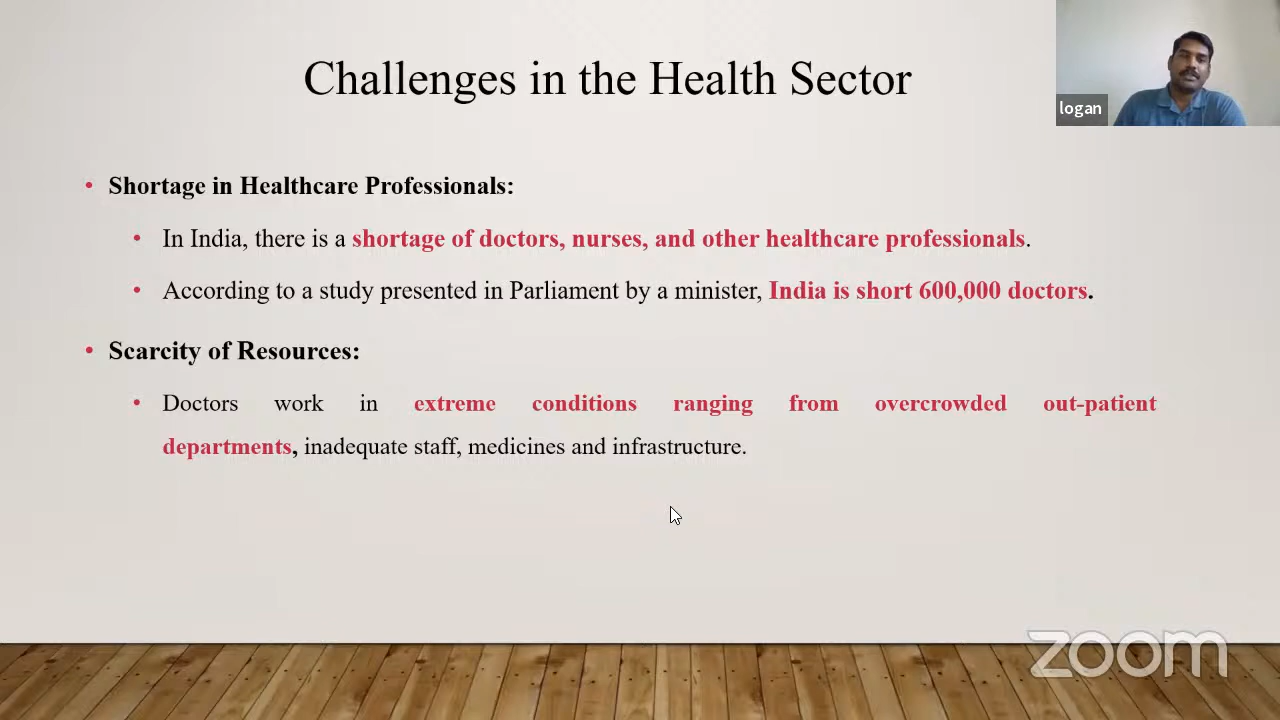 Challenges in the Health Sector
logan
• Shortage in Healthcare Professionals:
• In India, there is a shortage of doctors, nurses, and other healthcare professionals.
• According to a study presented in Parliament by a minister, India is short 600,000 doctors.
• Scarcity of Resources:
• Doctors work in extreme conditions ranging from overcrowded out-patient
departments, inadequate staff, medicines and infrastructure.
zoom